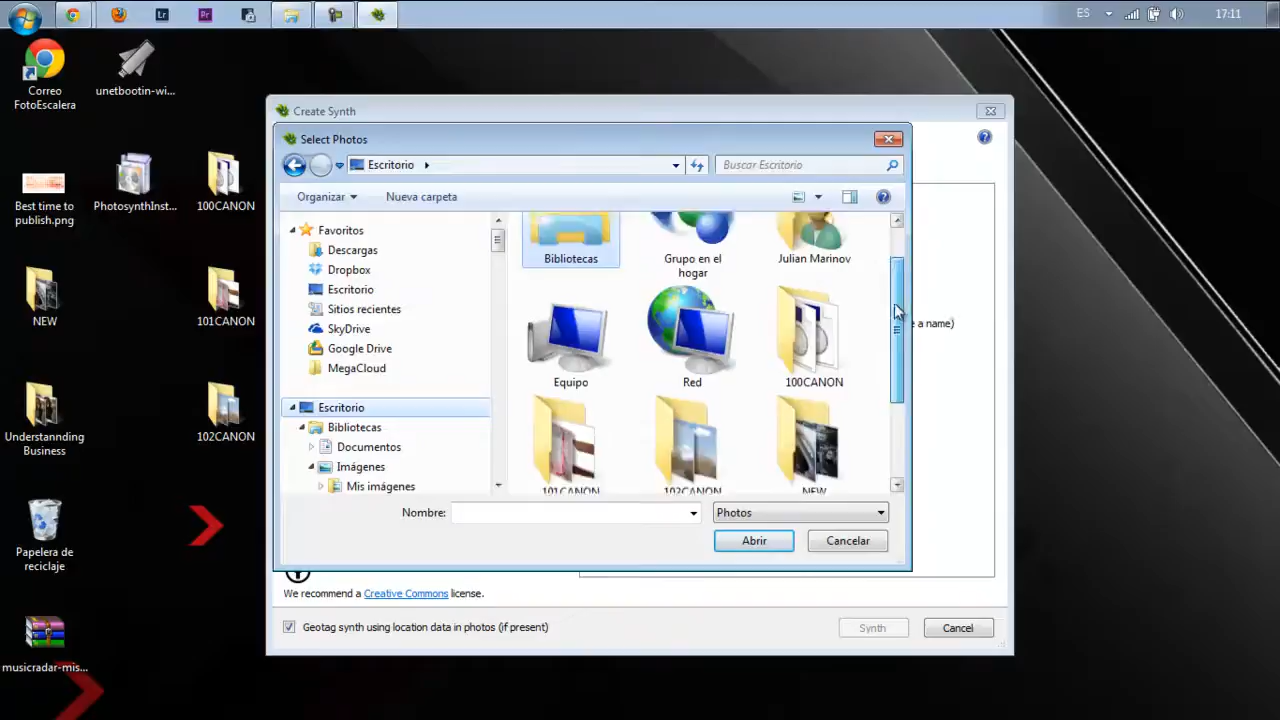 ES
17:11
Correo
FotoEscalera
unetbootin-wi...
Best time to
publish.png
PhotosynthInst...
100CANON
NEW
101CANON
Understannding
Business
102CANON
Papelera de
reciclaje
musicradar-mis...
Lr
Pr
Create Synth
Select Photos
Escritorio
Buscar Escritorio
Organizar
Nueva carpeta
Favoritos
Descargas
Dropbox
Escritorio
Sitios recientes
SkyDrive
Google Drive
MegaCloud
Escritorio
Bibliotecas
Documentos
Imágenes
Mis imágenes
Bibliotecas
Grupo en el
hogar
Julian Marinov
Equipo
Red
100CANON
101CANON
102CANON
NEW
Nombre:
Photos
Abrir
Cancelar
e a name)
We recommend a Creative Commons license.
Geotag synth using location data in photos (if present)
Synth
Cancel